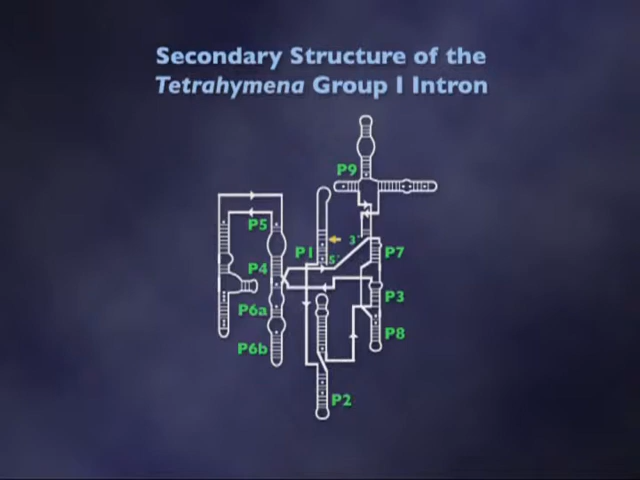 Secondary Structure of the
Tetrahymena Group I Intron
P9
P5
P1
3'
5'
P7
P4
P3
P6a
P8
P6b
P2